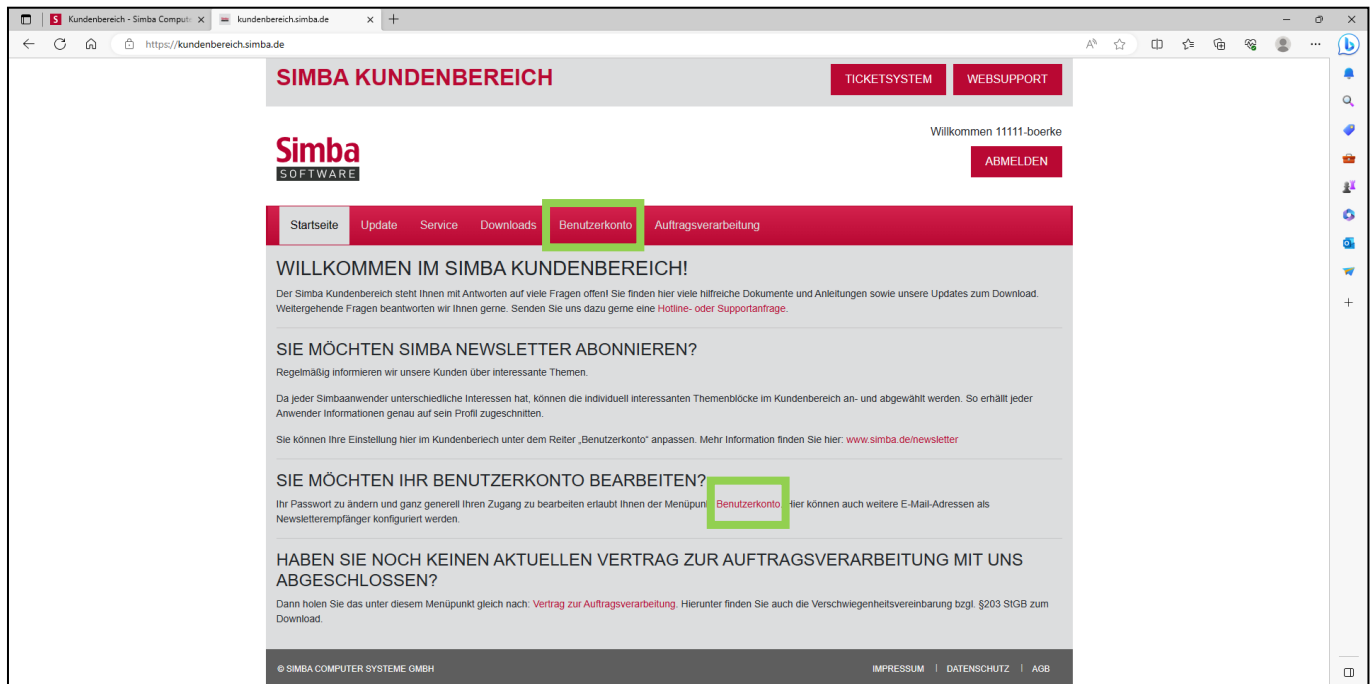 Kundenbereich - Simba Compute
kundenbereich.simba.de
https://kundenbereich.simba.de
SIMBA KUNDENBEREICH
TICKETSYSTEM
WEBSUPPORT
Willkommen 11111-boerke
Simba
SOFTWARE
ABMELDEN
Startseite
Update
Service
Downloads
Benutzerkonto
Auftragsverarbeitung
WILLKOMMEN IM SIMBA KUNDENBEREICH!
Der Simba Kundenbereich steht Ihnen mit Antworten auf viele Fragen offen! Sie finden hier viele hilfreiche Dokumente und Anleitungen sowie unsere Updates zum Download.
Weitergehende Fragen beantworten wir Ihnen gerne. Senden Sie uns dazu gerne eine Hotline- oder Supportanfrage.
SIE MÖCHTEN SIMBA NEWSLETTER ABONNIEREN?
Regelmäßig informieren wir unsere Kunden über interessante Themen.
Da jeder Simbaanwender unterschiedliche Interessen hat, können die individuell interessanten Themenblöcke im Kundenbereich an- und abgewählt werden. So erhällt jeder
Anwender Informationen genau auf sein Profil zugeschnitten.
Sie können Ihre Einstellung hier im Kundenberiech unter dem Reiter „Benutzerkonto" anpassen. Mehr Information finden Sie hier: www.simba.de/newsletter
SIE MÖCHTEN IHR BENUTZERKONTO BEARBEITEN?
Ihr Passwort zu ändern und ganz generell Ihren Zugang zu bearbeiten erlaubt Ihnen der Menüpunkt Benutzerkonto. Hier können auch weitere E-Mail-Adressen als
Newsletterempfänger konfiguriert werden.
HABEN SIE NOCH KEINEN AKTUELLEN VERTRAG ZUR AUFTRAGSVERARBEITUNG MIT UNS
ABGESCHLOSSEN?
Dann holen Sie das unter diesem Menüpunkt gleich nach: Vertrag zur Auftragsverarbeitung. Hierunter finden Sie auch die Verschwiegenheitsvereinbarung bzgl. §203 StGB zum
Download.
© SIMBA COMPUTER SYSTEME GMBH
IMPRESSUM | DATENSCHUTZ | AGB